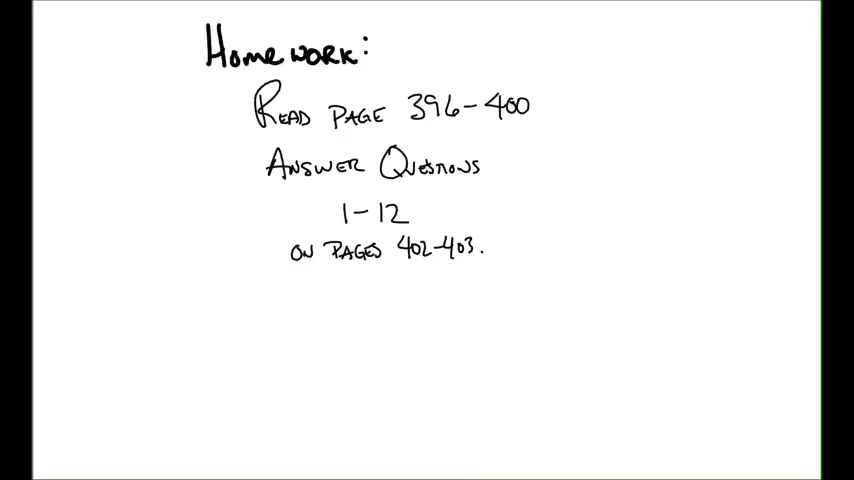 Homework:
Read page 396-400
Answer Questions
1-12
on pages 402-403.